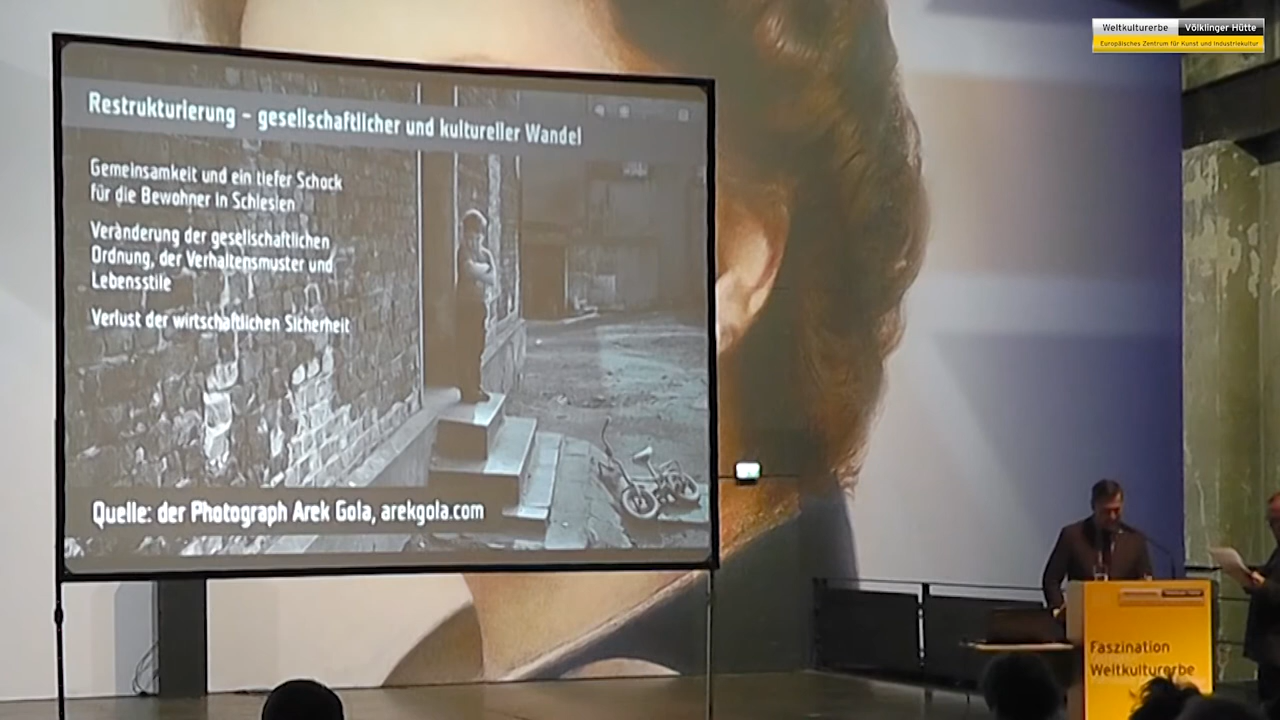 Weltkulturerbe Völklinger Hütte
Europäisches Zentrum für Kunst und Industriekultur
Restrukturierung – gesellschaftlicher und kultureller Wandel
Gemeinsamkeit und ein tiefer Schock
für die Bewohner in Schlesien
Veränderung der gesellschaftlichen
Ordnung, der Verhaltensmuster und
Lebensstile
Verlust der wirtschaftlichen Sicherheit
Quelle: der Photograph Arek Gola, arekgola.com
Faszination
Weltkulturerbe